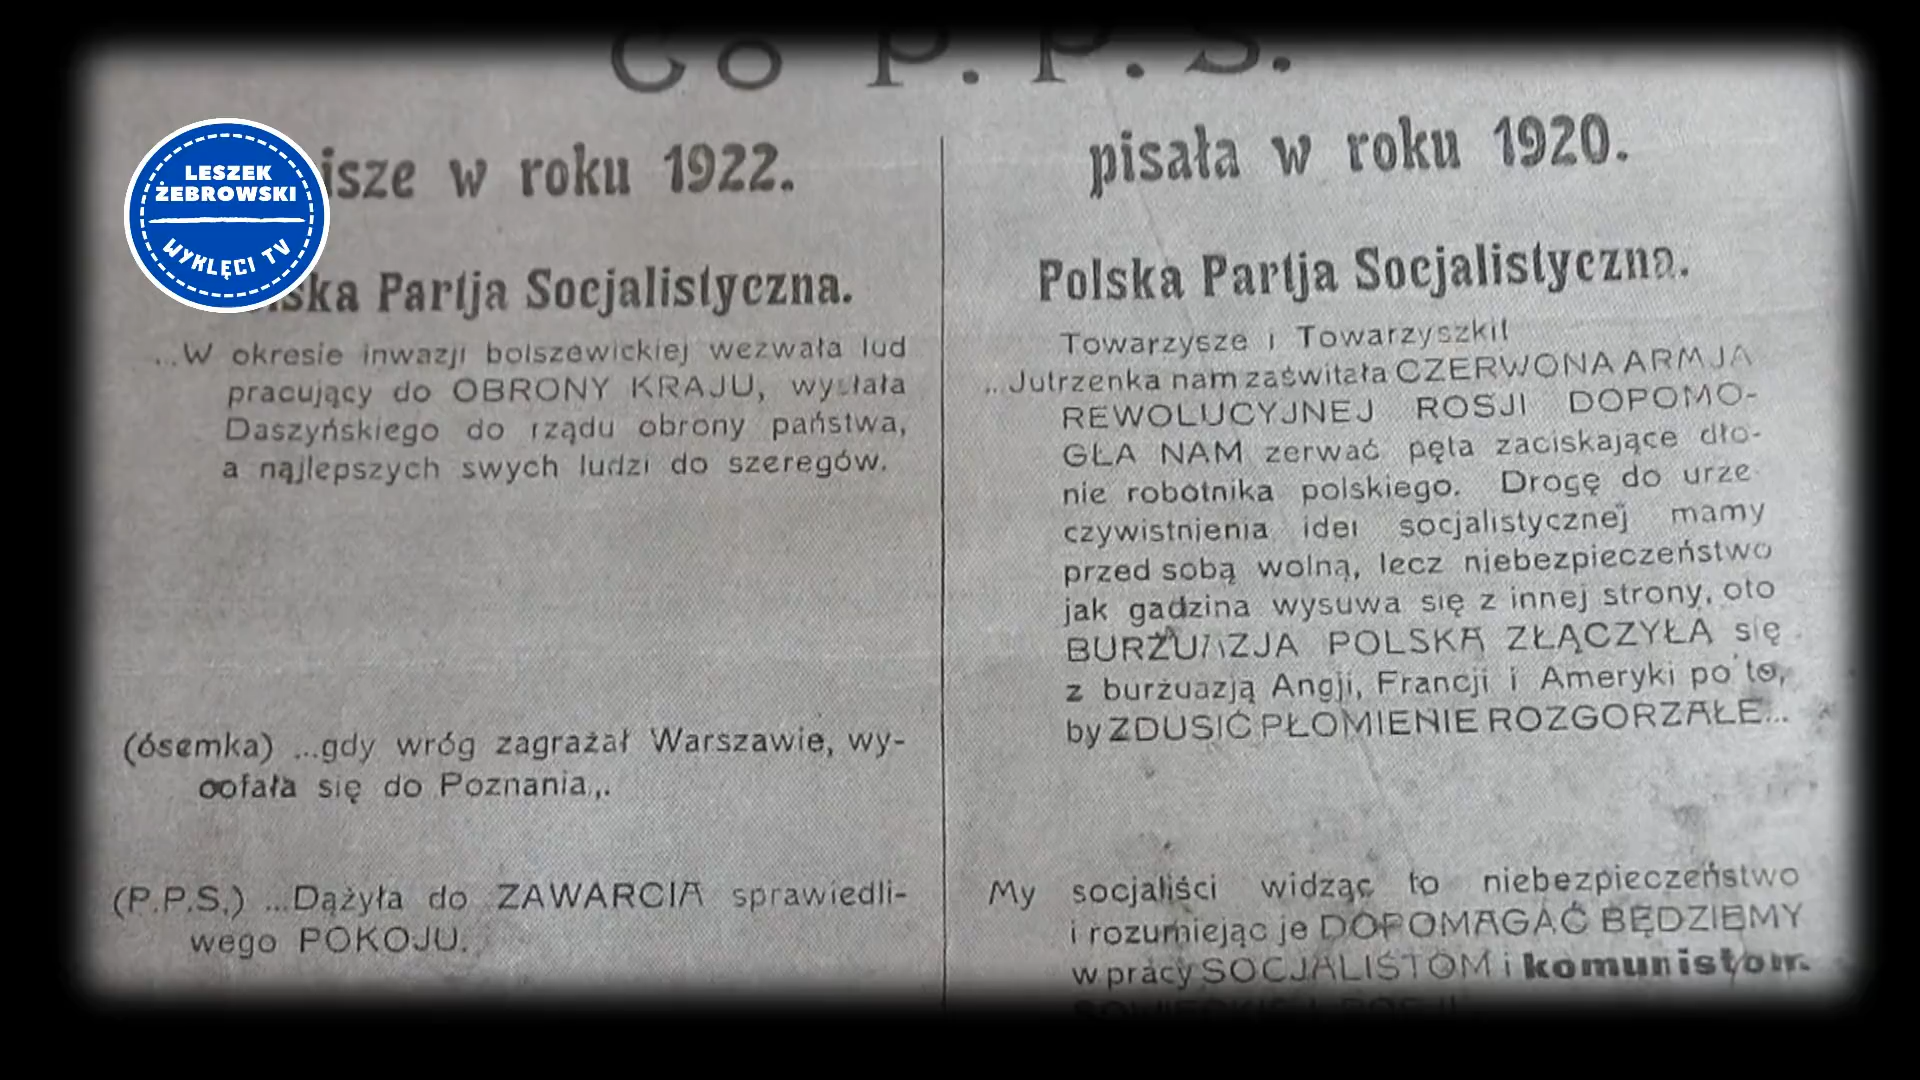 Co P. P. S.
LESZEK
ŻEBROWSKI
WYKLĘCI TV
isze w roku 1922.
ska Partja Socjalistyczna.
...W okresie inwazji bolszewickiej wezwała lud
pracujący do OBRONY KRAJU, wysłała
Daszyńskiego do rządu obrony państwa,
a najlepszych swych ludzi do szeregów.
(ósemka) ...gdy wróg zagrażał Warszawie, wy-
oofała się do Poznania,.
(P.P.S.) ...Dążyła do ZAWARCIA sprawiedli-
wego POKOJU.
pisała w roku 1920.
Polska Partja Socjalistyczna.
Towarzysze i Towarzyszki!
...Jutrzenka nam zaświtała CZERWONA ARMJA
REWOLUCYJNEJ ROSJI DOPOMO-
GŁA NAM zerwać pęta zaciskające dło-
nie robotnika polskiego. Drogę do urze-
czywistnienia idei socjalistycznej mamy
przed sobą wolną, lecz niebezpieczeństwo
jak gadzina wysuwa się z innej strony, oto
BURŻUAZJA POLSKA ZŁĄCZYŁA się
z burżuazją Angji, Francji i Ameryki po to,
by ZDUSIĆ PŁOMIENIE ROZGORZAŁE...
My socjaliści widząc to niebezpieczeństwo
i rozumiejąc je DOPOMAGAĆ BĘDZIEMY
w pracy SOCJALISTOM i komunistom